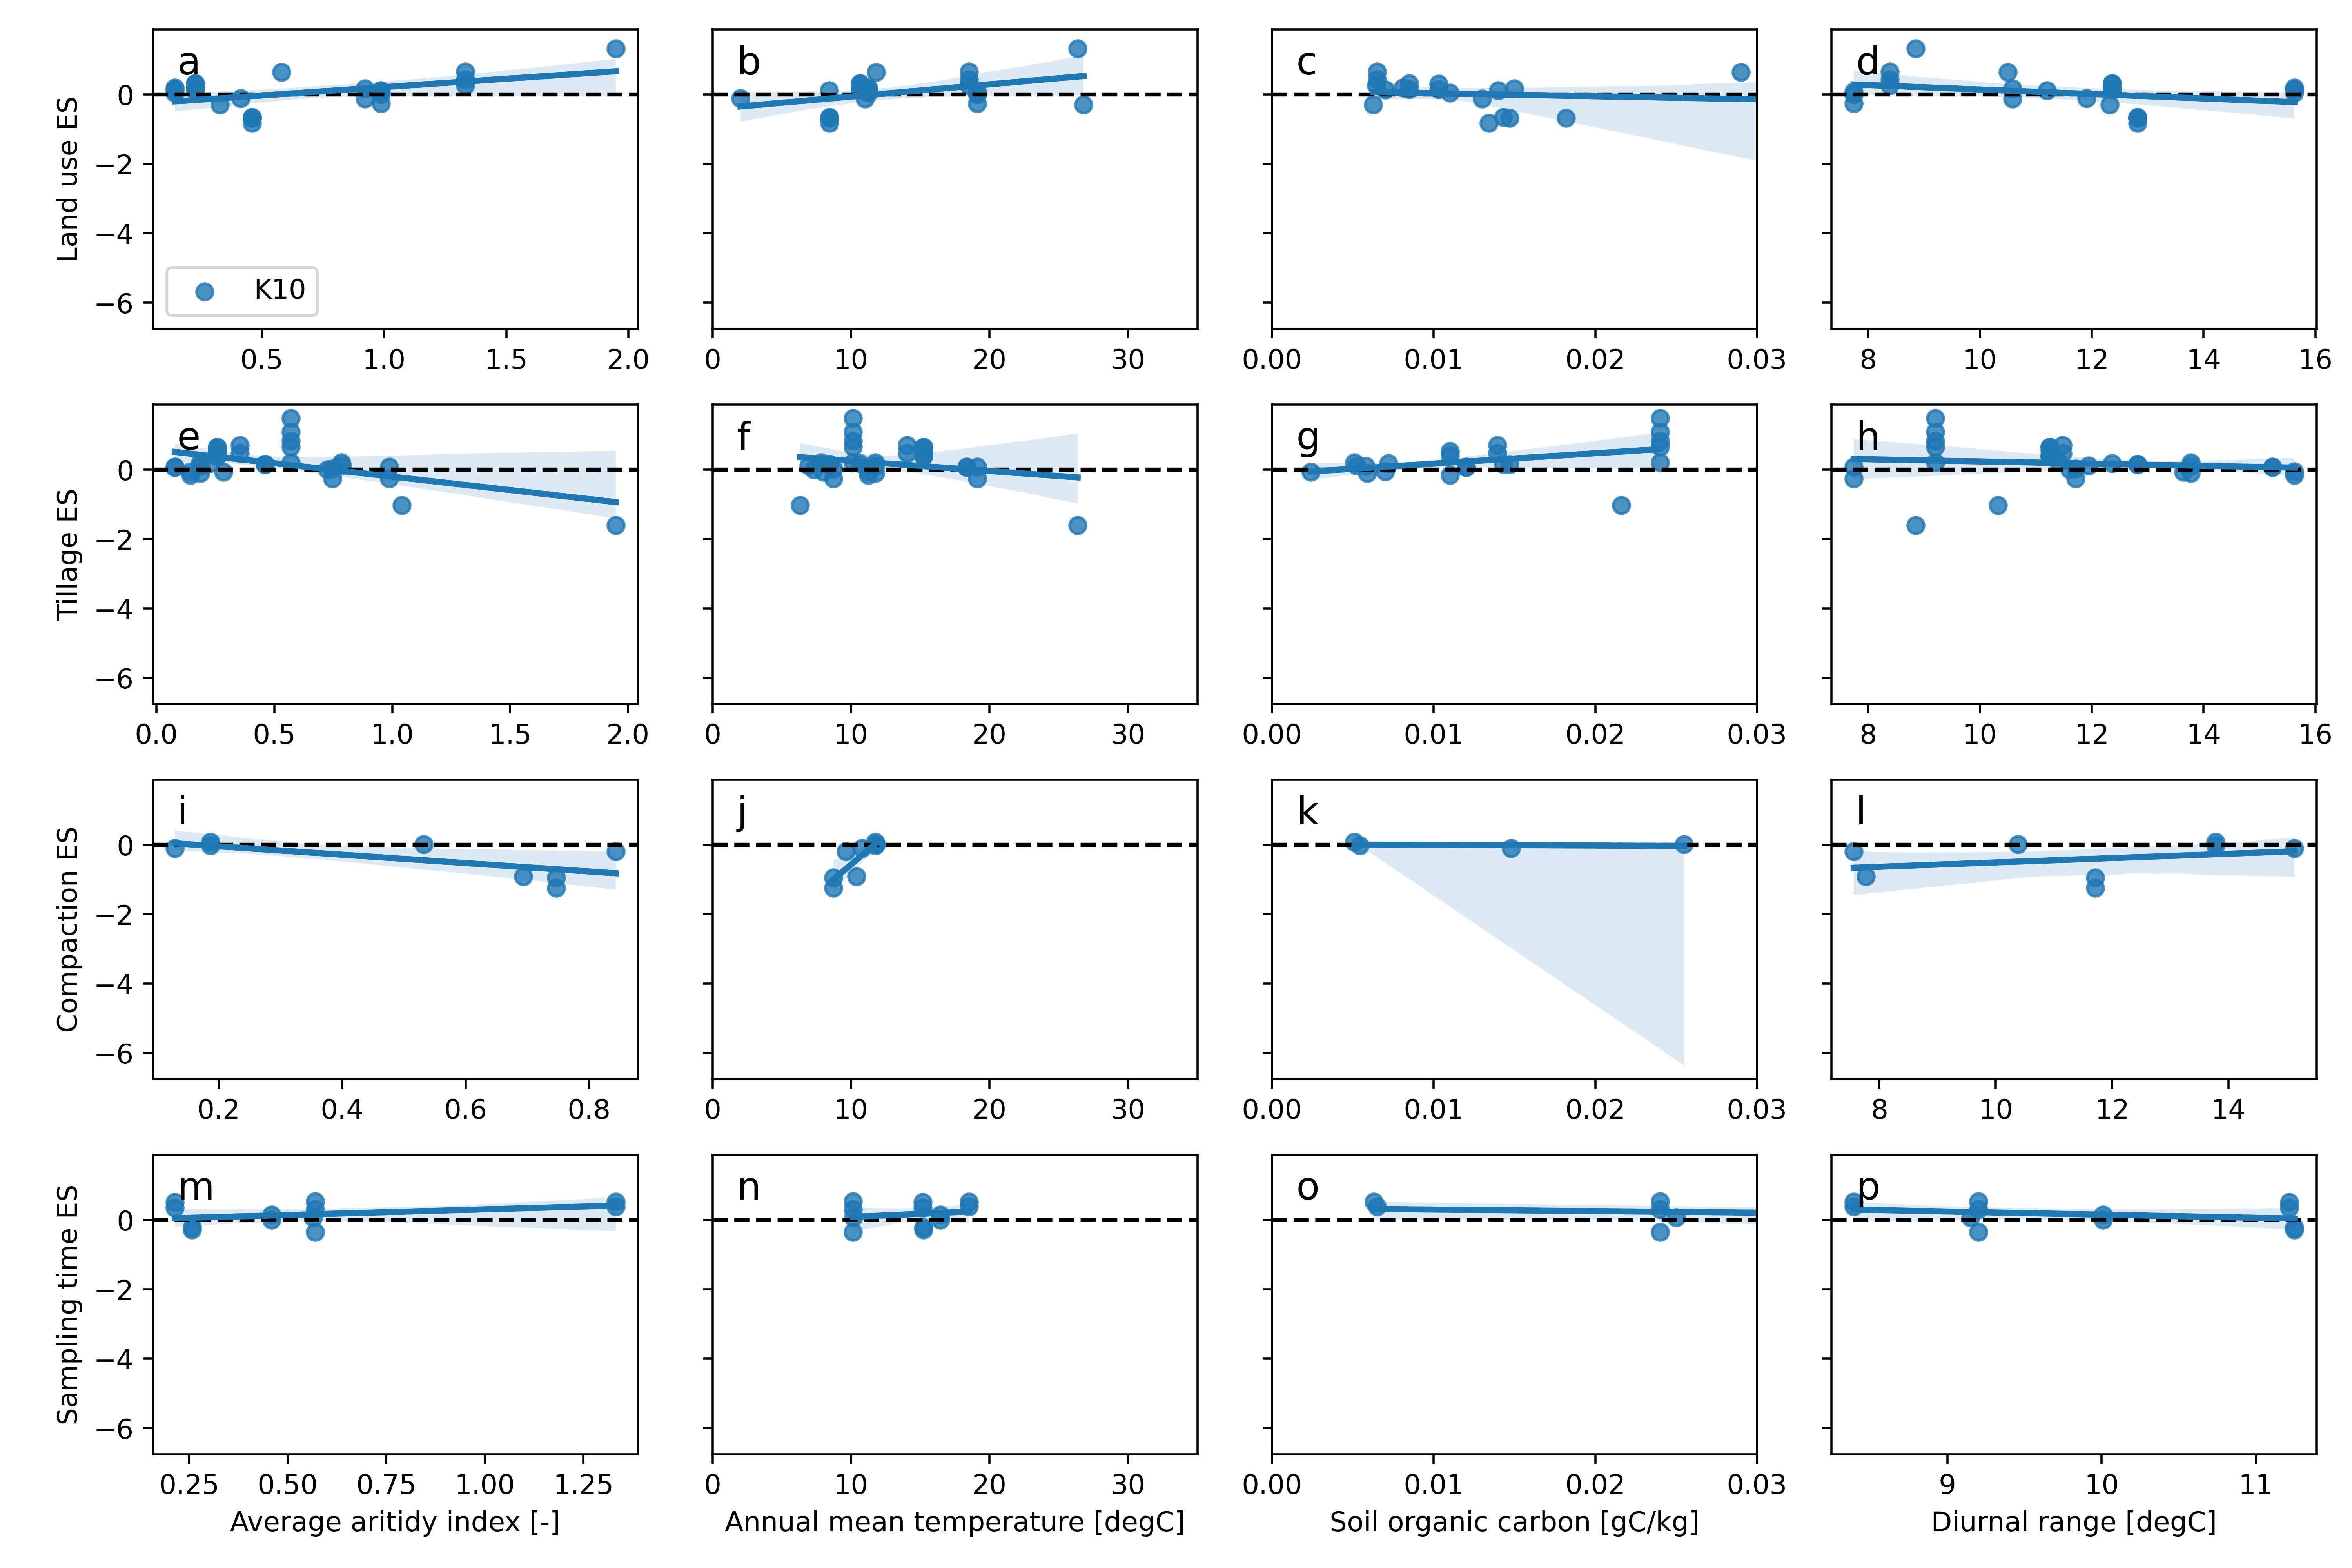 a b c d
0
−2
−4
−6
Land use ES
K10
0.5 1.0 1.5 2.0
0 10 20 30
0.00 0.01 0.02 0.03
8 10 12 14 16
e f g h
0
−2
−4
−6
Tillage ES
0.0 0.5 1.0 1.5 2.0
0 10 20 30
0.00 0.01 0.02 0.03
8 10 12 14 16
i j k l
0
−2
−4
−6
Compaction ES
0.2 0.4 0.6 0.8
0 10 20 30
0.00 0.01 0.02 0.03
8 10 12 14
m n o p
0
−2
−4
−6
Sampling time ES
0.25 0.50 0.75 1.00 1.25
0 10 20 30
0.00 0.01 0.02 0.03
9 10 11
Average aritidy index [-]
Annual mean temperature [degC]
Soil organic carbon [gC/kg]
Diurnal range [degC]